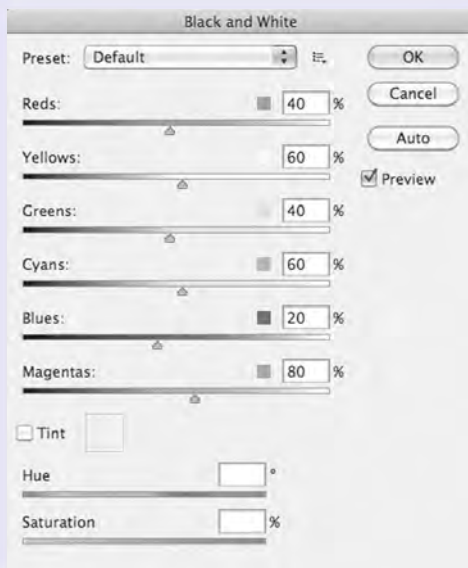 Black and White
Preset: Default
OK
Cancel
Auto
Preview
Reds: 40 %
Yellows: 60 %
Greens: 40 %
Cyans: 60 %
Blues: 20 %
Magentas: 80 %
Tint
Hue °
Saturation %